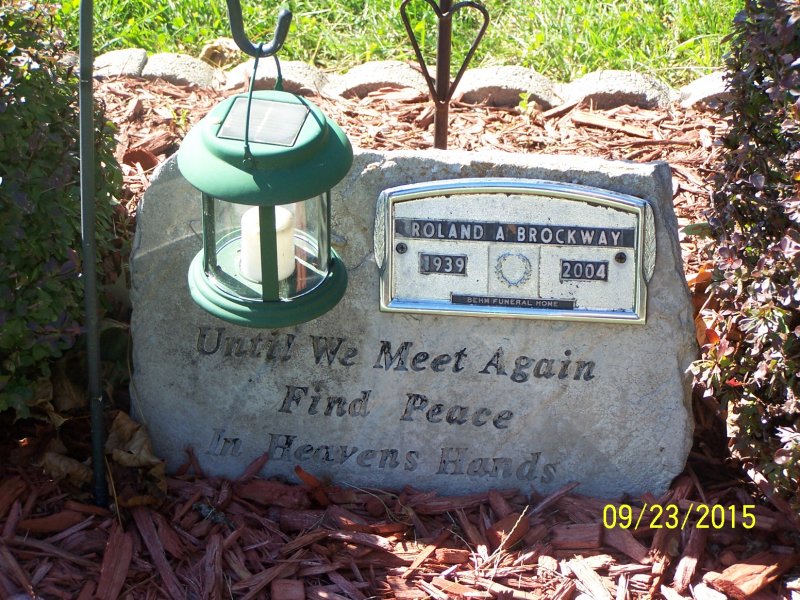 ROLAND A BROCKWAY
1939 2004
BEHM FUNERAL HOME
Until We Meet Again
Find Peace
In Heavens Hands
09/23/2015